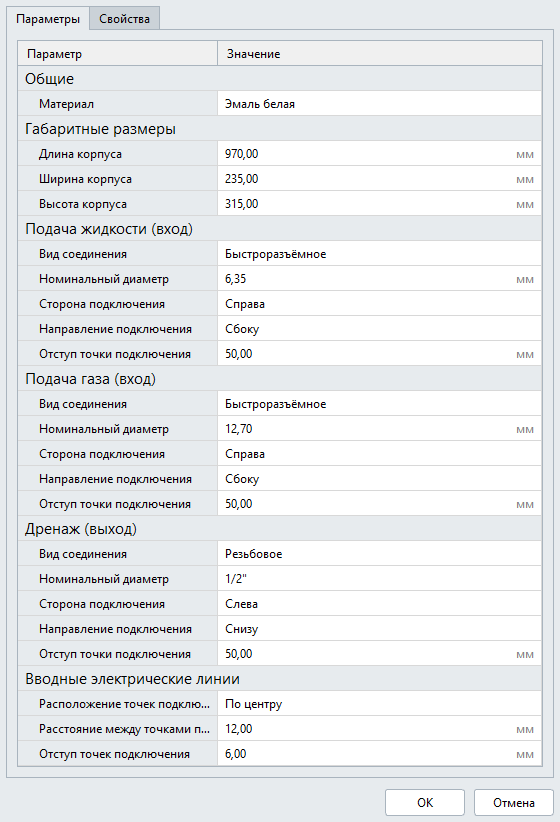 Параметры Свойства
Параметр Значение
Общие
Материал Эмаль белая
Габаритные размеры
Длина корпуса 970,00 мм
Ширина корпуса 235,00 мм
Высота корпуса 315,00 мм
Подача жидкости (вход)
Вид соединения Быстроразъёмное
Номинальный диаметр 6,35 мм
Сторона подключения Справа
Направление подключения Сбоку
Отступ точки подключения 50,00 мм
Подача газа (вход)
Вид соединения Быстроразъёмное
Номинальный диаметр 12,70 мм
Сторона подключения Справа
Направление подключения Сбоку
Отступ точки подключения 50,00 мм
Дренаж (выход)
Вид соединения Резьбовое
Номинальный диаметр 1/2"
Сторона подключения Слева
Направление подключения Снизу
Отступ точки подключения 50,00 мм
Вводные электрические линии
Расположение точек подклю... По центру
Расстояние между точками п... 12,00 мм
Отступ точек подключения 6,00 мм
ОК Отмена